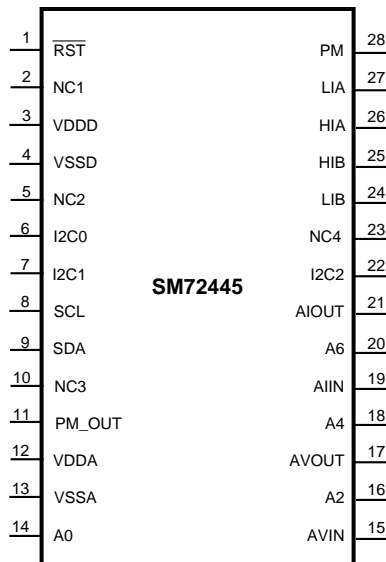 1 RST PM 28
2 NC1 LIA 27
3 VDDD HIA 26
4 VSSD HIB 25
5 NC2 LIB 24
6 I2C0 NC4 23
7 I2C1 I2C2 22
SM72445
8 SCL AIOUT 21
9 SDA A6 20
10 NC3 AIIN 19
11 PM_OUT A4 18
12 VDDA AVOUT 17
13 VSSA A2 16
14 A0 AVIN 15